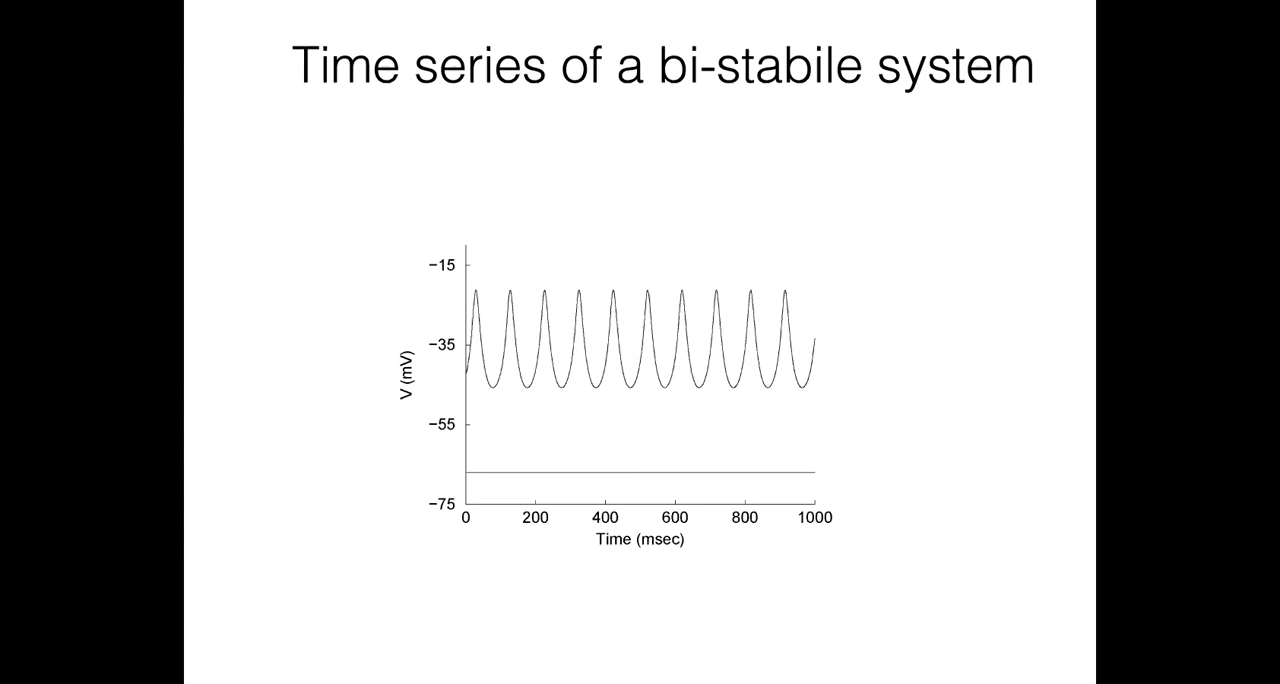 Time series of a bi-stabile system
−15
−35
−55
−75
V (mV)
0 200 400 600 800 1000
Time (msec)